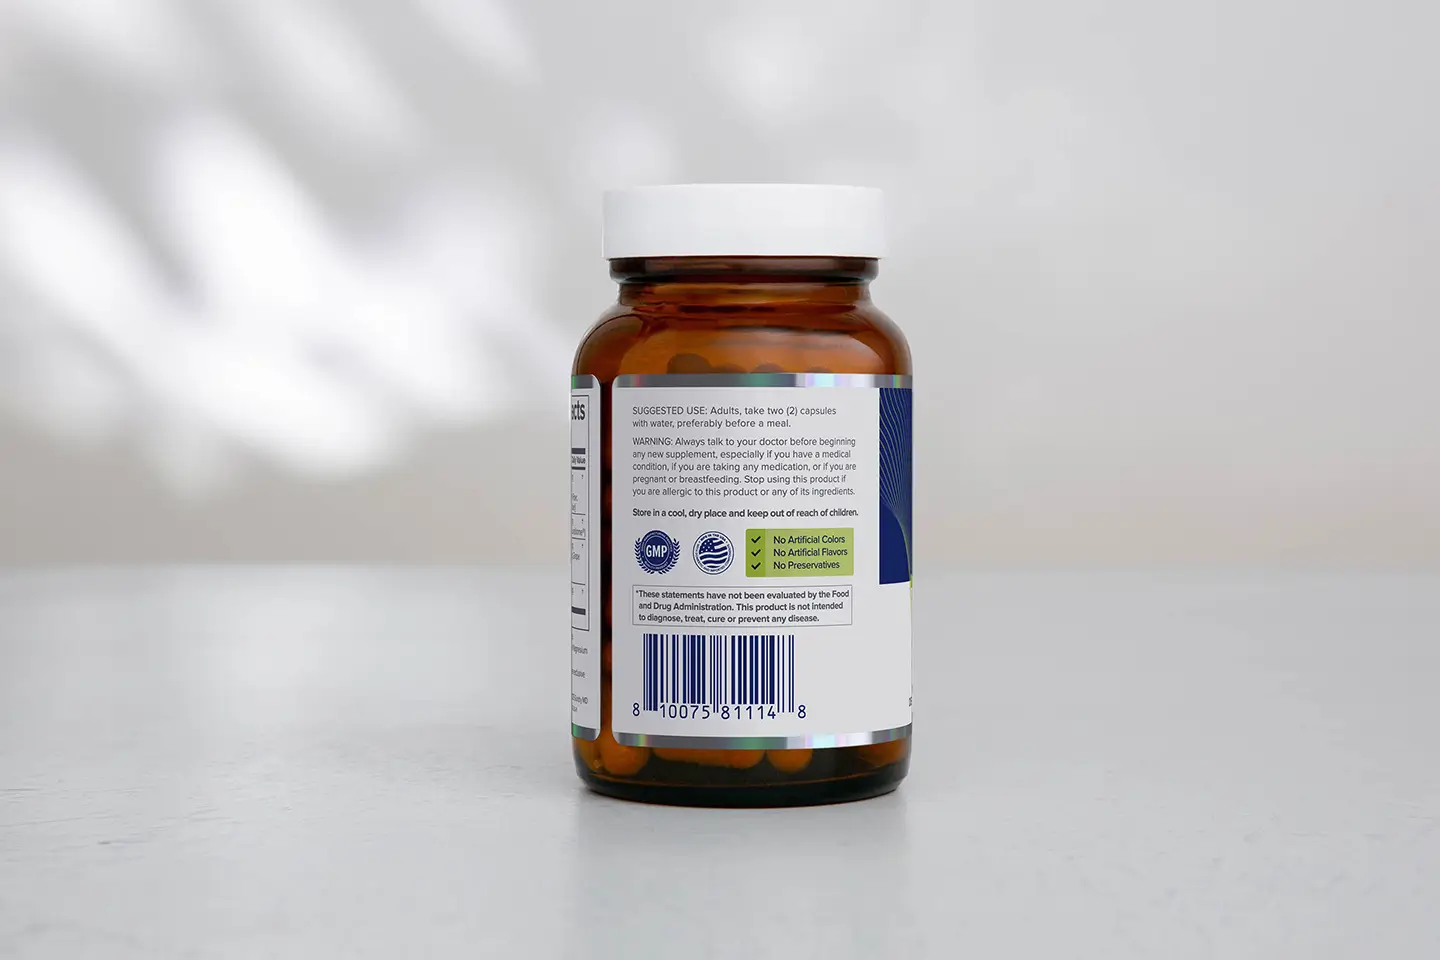 SUGGESTED USE: Adults, take two (2) capsules
with water, preferably before a meal.
WARNING: Always talk to your doctor before beginning
any new supplement, especially if you have a medical
condition, if you are taking any medication, or if you are
pregnant or breastfeeding. Stop using this product if
you are allergic to this product or any of its ingredients.
Store in a cool, dry place and keep out of reach of children.
GMP
No Artificial Colors
No Artificial Flavors
No Preservatives
*These statements have not been evaluated by the Food
and Drug Administration. This product is not intended
to diagnose, treat, cure or prevent any disease.
8 10075 81114 8